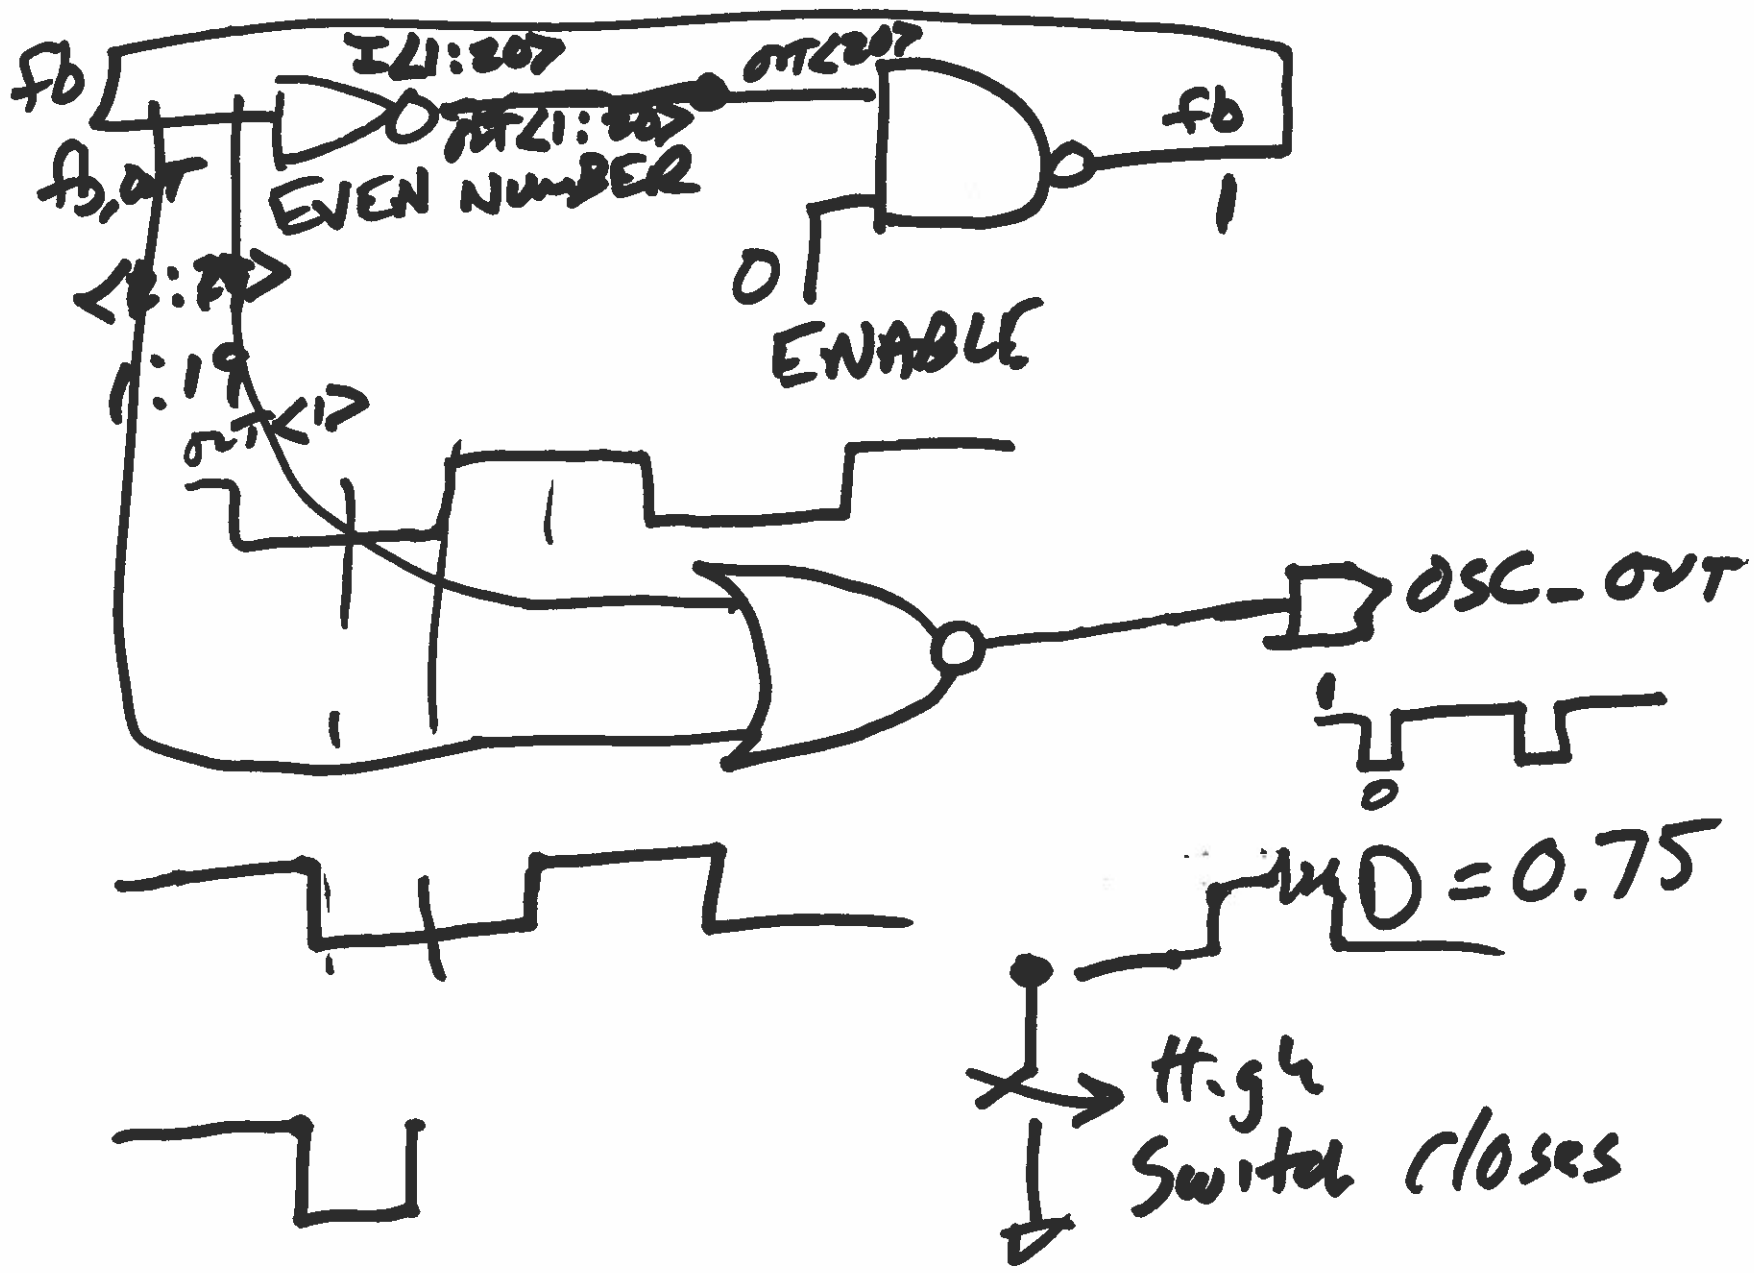 fb
I<1:20>
out<20>
out<1:20>
fb
fb, out
EVEN NUMBER
1
0
ENABLE
1:19
out<1>
OSC_OUT
1
0
D = 0.75
High
Switch closes